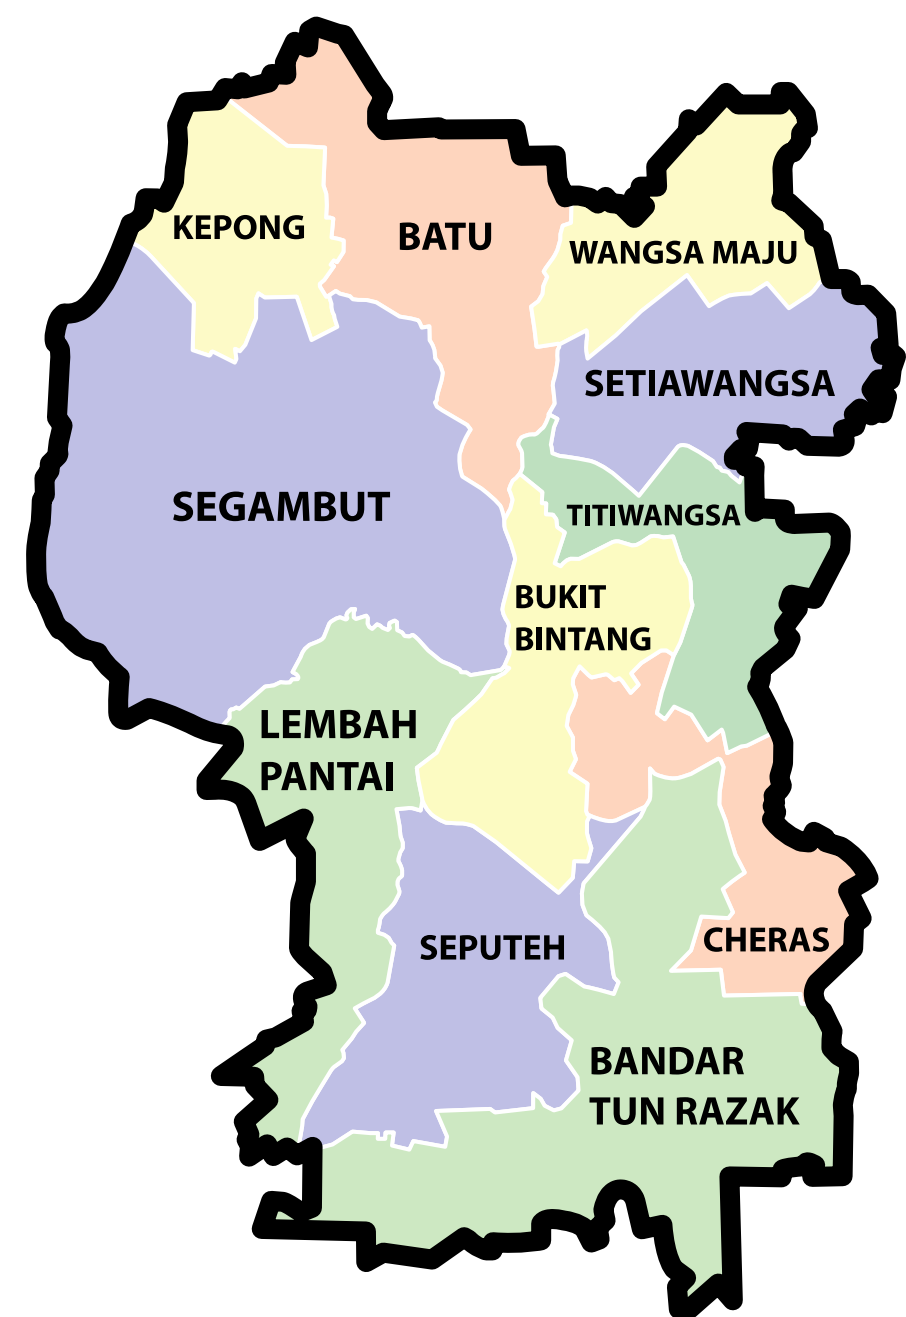 KEPONG
BATU
WANGSA MAJU
SETIAWANGSA
SEGAMBUT
TITIWANGSA
BUKIT
BINTANG
LEMBAH
PANTAI
SEPUTEH
CHERAS
BANDAR
TUN RAZAK